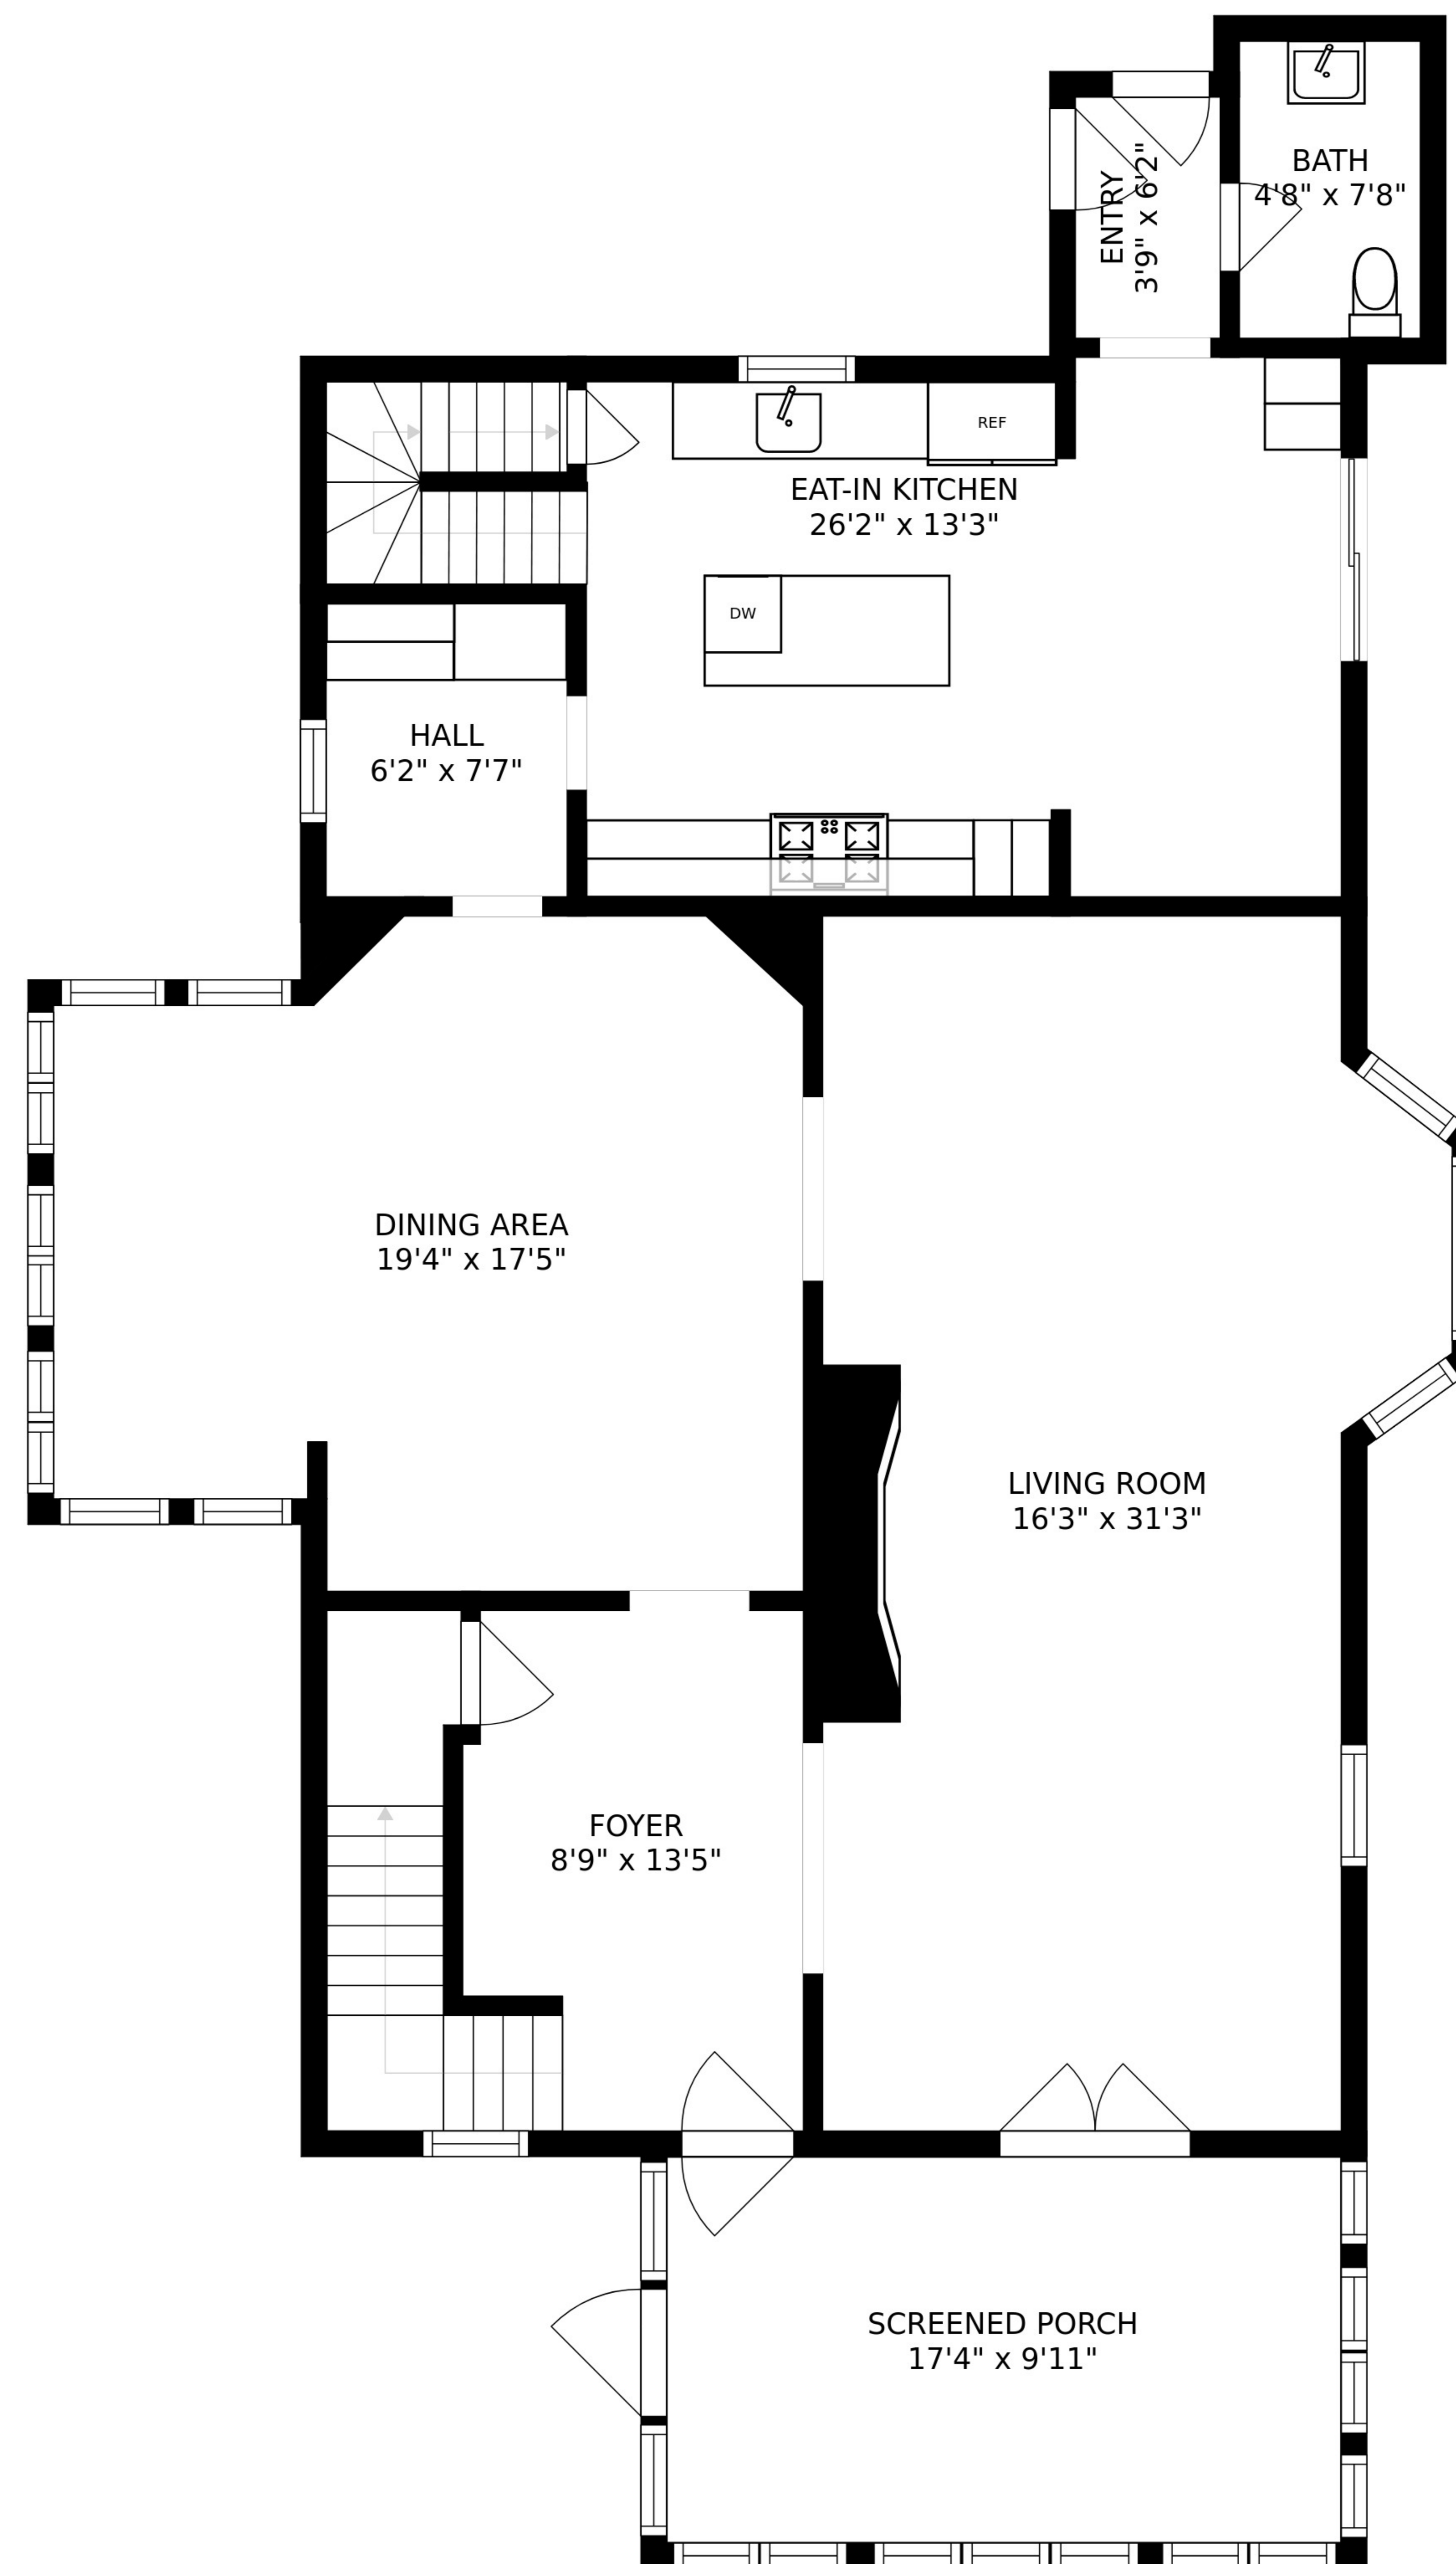 BATH
4'8" x 7'8"
ENTRY
3'9" x 6'2"
REF
EAT-IN KITCHEN
26'2" x 13'3"
DW
HALL
6'2" x 7'7"
DINING AREA
19'4" x 17'5"
LIVING ROOM
16'3" x 31'3"
FOYER
8'9" x 13'5"
SCREENED PORCH
17'4" x 9'11"